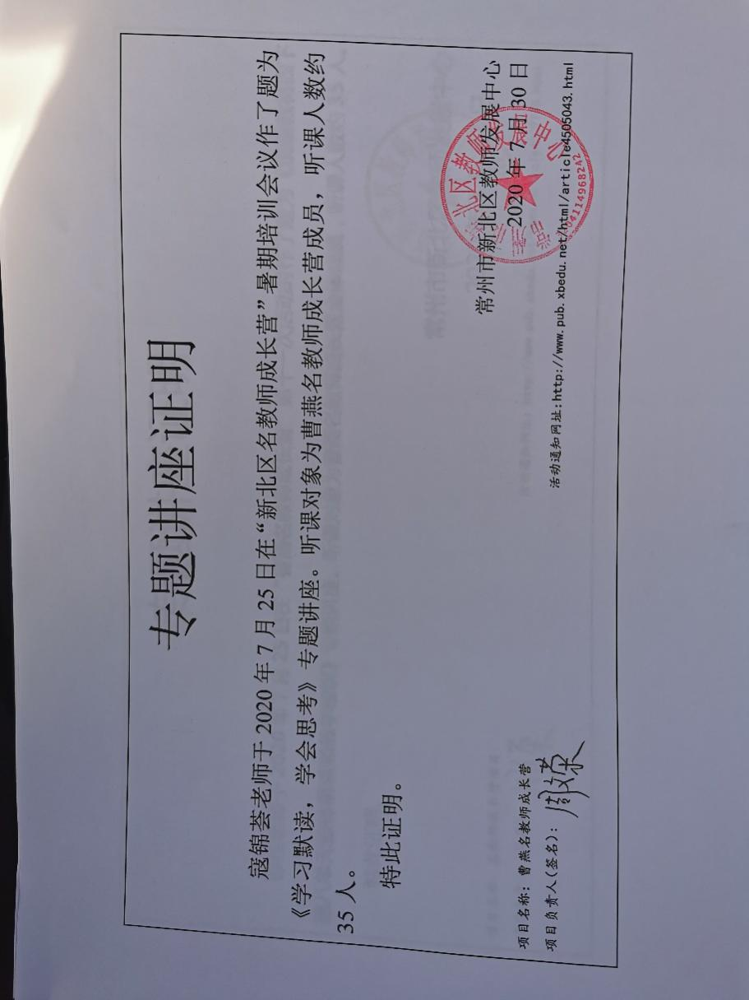 专题讲座证明
寇锦荟老师于 2020 年 7 月 25 日在“新北区名教师成长营”暑期培训会议作了题为
《学习默读，学会思考》专题讲座。听课对象为曹燕名教师成长营成员，听课人数约
35 人。
特此证明。
常州市新北区教师发展中心
2020 年 7 月 30 日
项目名称：曹燕名教师成长营
项目负责人(签名)：
活动通知网址:http://www.pub.xbedu.net/html/article4505043.html